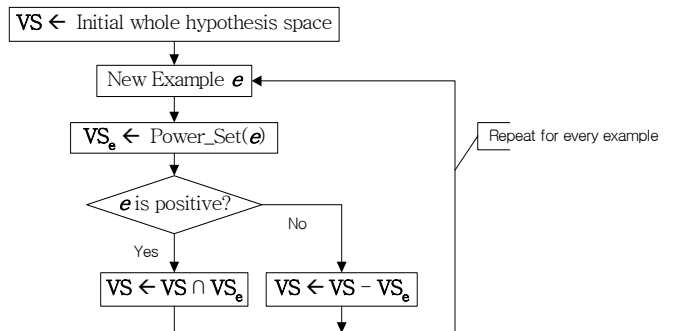 VS ← Initial whole hypothesis space
New Example e
VSe ← Power_Set(e)
Repeat for every example
e is positive?
No
Yes
VS ← VS ∩ VSe
VS ← VS − VSe